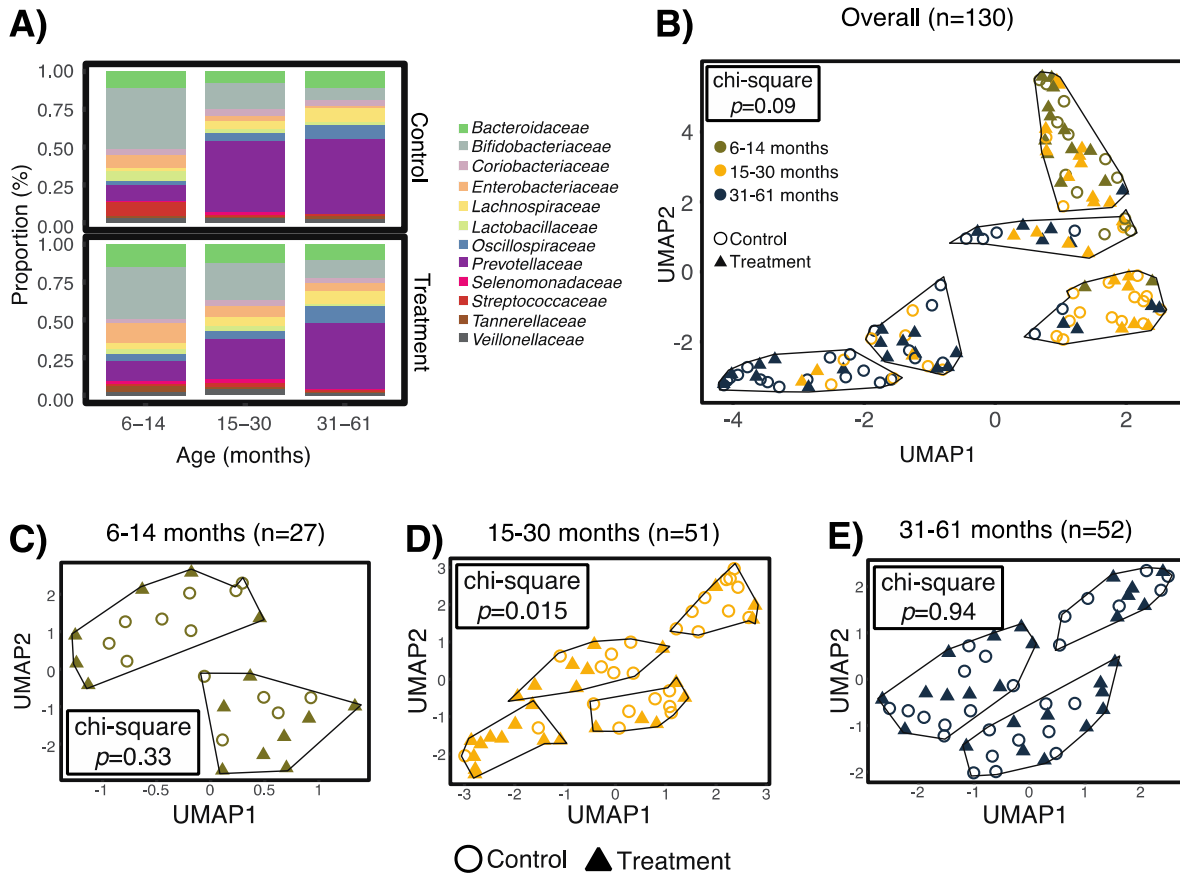 A)
1.00
0.75
0.50
0.25
0.00
Control
1.00
0.75
0.50
0.25
0.00
Treatment
Proportion (%)
6−14
15−30
31−61
Age (months)
Bacteroidaceae
Bifidobacteriaceae
Coriobacteriaceae
Enterobacteriaceae
Lachnospiraceae
Lactobacillaceae
Oscillospiraceae
Prevotellaceae
Selenomonadaceae
Streptococcaceae
Tannerellaceae
Veillonellaceae
B)
Overall (n=130)
chi-square
p=0.09
6-14 months
15-30 months
31-61 months
Control
Treatment
4
2
0
-2
UMAP2
-4
-2
0
2
UMAP1
C)
6-14 months (n=27)
2
1
0
-1
-2
UMAP2
chi-square
p=0.33
-1
-0.5
0
0.5
1
UMAP1
D)
15-30 months (n=51)
chi-square
p=0.015
3
2
1
0
-1
-2
UMAP2
-3
-2
-1
0
1
2
3
UMAP1
E)
31-61 months (n=52)
chi-square
p=0.94
2
1
0
-1
-2
UMAP2
-2
-1
0
1
2
UMAP1
Control
Treatment